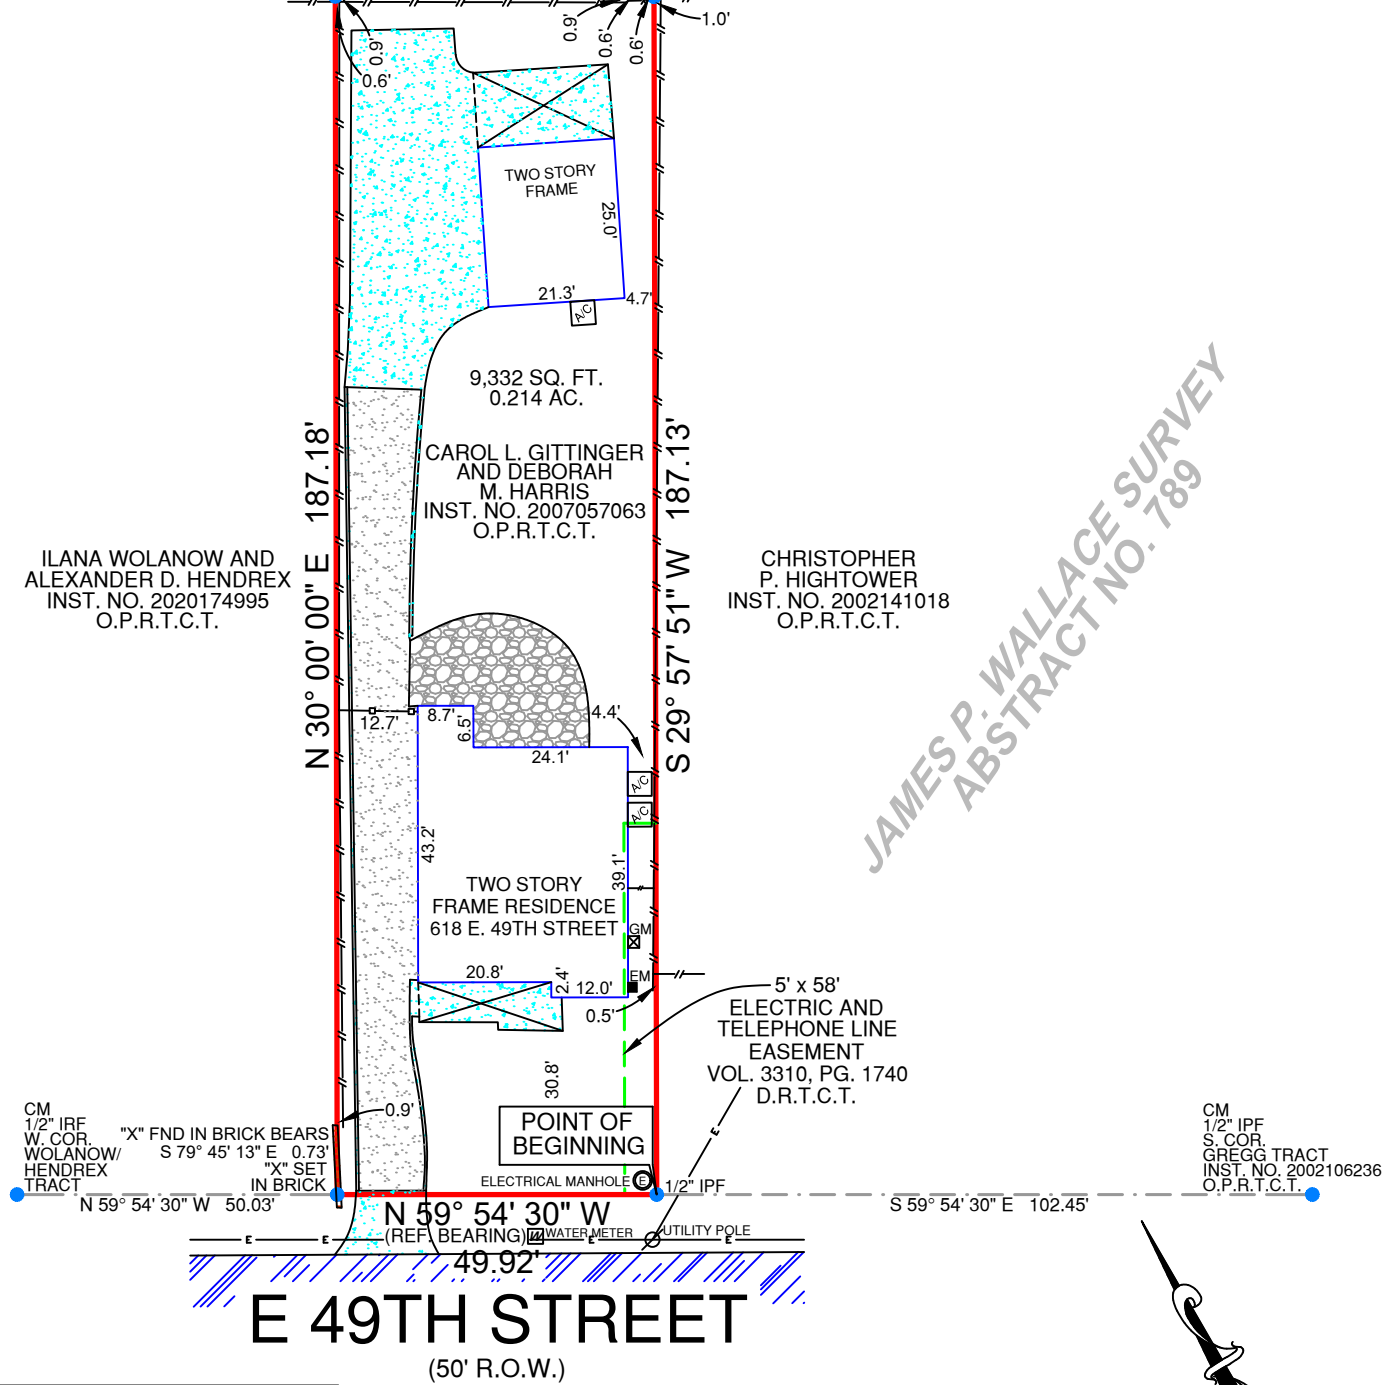 0.9'
0.6'
0.9'
0.6'
0.6'
1.0'
TWO STORY
FRAME
25.0'
21.3'
4.7'
A/C
9,332 SQ. FT.
0.214 AC.
CAROL L. GITTINGER
AND DEBORAH
M. HARRIS
INST. NO. 2007057063
O.P.R.T.C.T.
N 30° 00' 00" E 187.18'
S 29° 57' 51" W 187.13'
ILANA WOLANOW AND
ALEXANDER D. HENDREX
INST. NO. 2020174995
O.P.R.T.C.T.
CHRISTOPHER
P. HIGHTOWER
INST. NO. 2002141018
O.P.R.T.C.T.
JAMES P. WALLACE SURVEY
ABSTRACT NO. 789
12.7'
8.7'
6.5'
4.4'
24.1'
A/C
A/C
43.2'
39.1'
TWO STORY
FRAME RESIDENCE
618 E. 49TH STREET
GM
EM
20.8'
2.4'
12.0'
0.5'
5' x 58'
ELECTRIC AND
TELEPHONE LINE
EASEMENT
VOL. 3310, PG. 1740
D.R.T.C.T.
30.8'
0.9'
POINT OF
BEGINNING
CM
1/2" IRF
W. COR.
WOLANOW/
HENDREX
TRACT
"X" FND IN BRICK BEARS
S 79° 45' 13" E 0.73'
"X" SET
IN BRICK
ELECTRICAL MANHOLE
E
1/2" IPF
CM
1/2" IPF
S. COR.
GREGG TRACT
INST. NO. 2002106236
O.P.R.T.C.T.
N 59° 54' 30" W 50.03'
N 59° 54' 30" W
(REF. BEARING)
49.92'
S 59° 54' 30" E 102.45'
W
WATER METER
UTILITY POLE
E
E
E
E
E
E 49TH STREET
(50' R.O.W.)